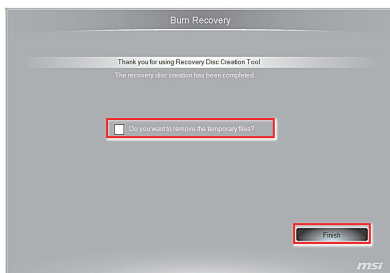 Burn Recovery
Thank you for using Recovery Disc Creation Tool
The recovery disc creation has been completed.
Do you want to remove the temporary files?
Finish
msi